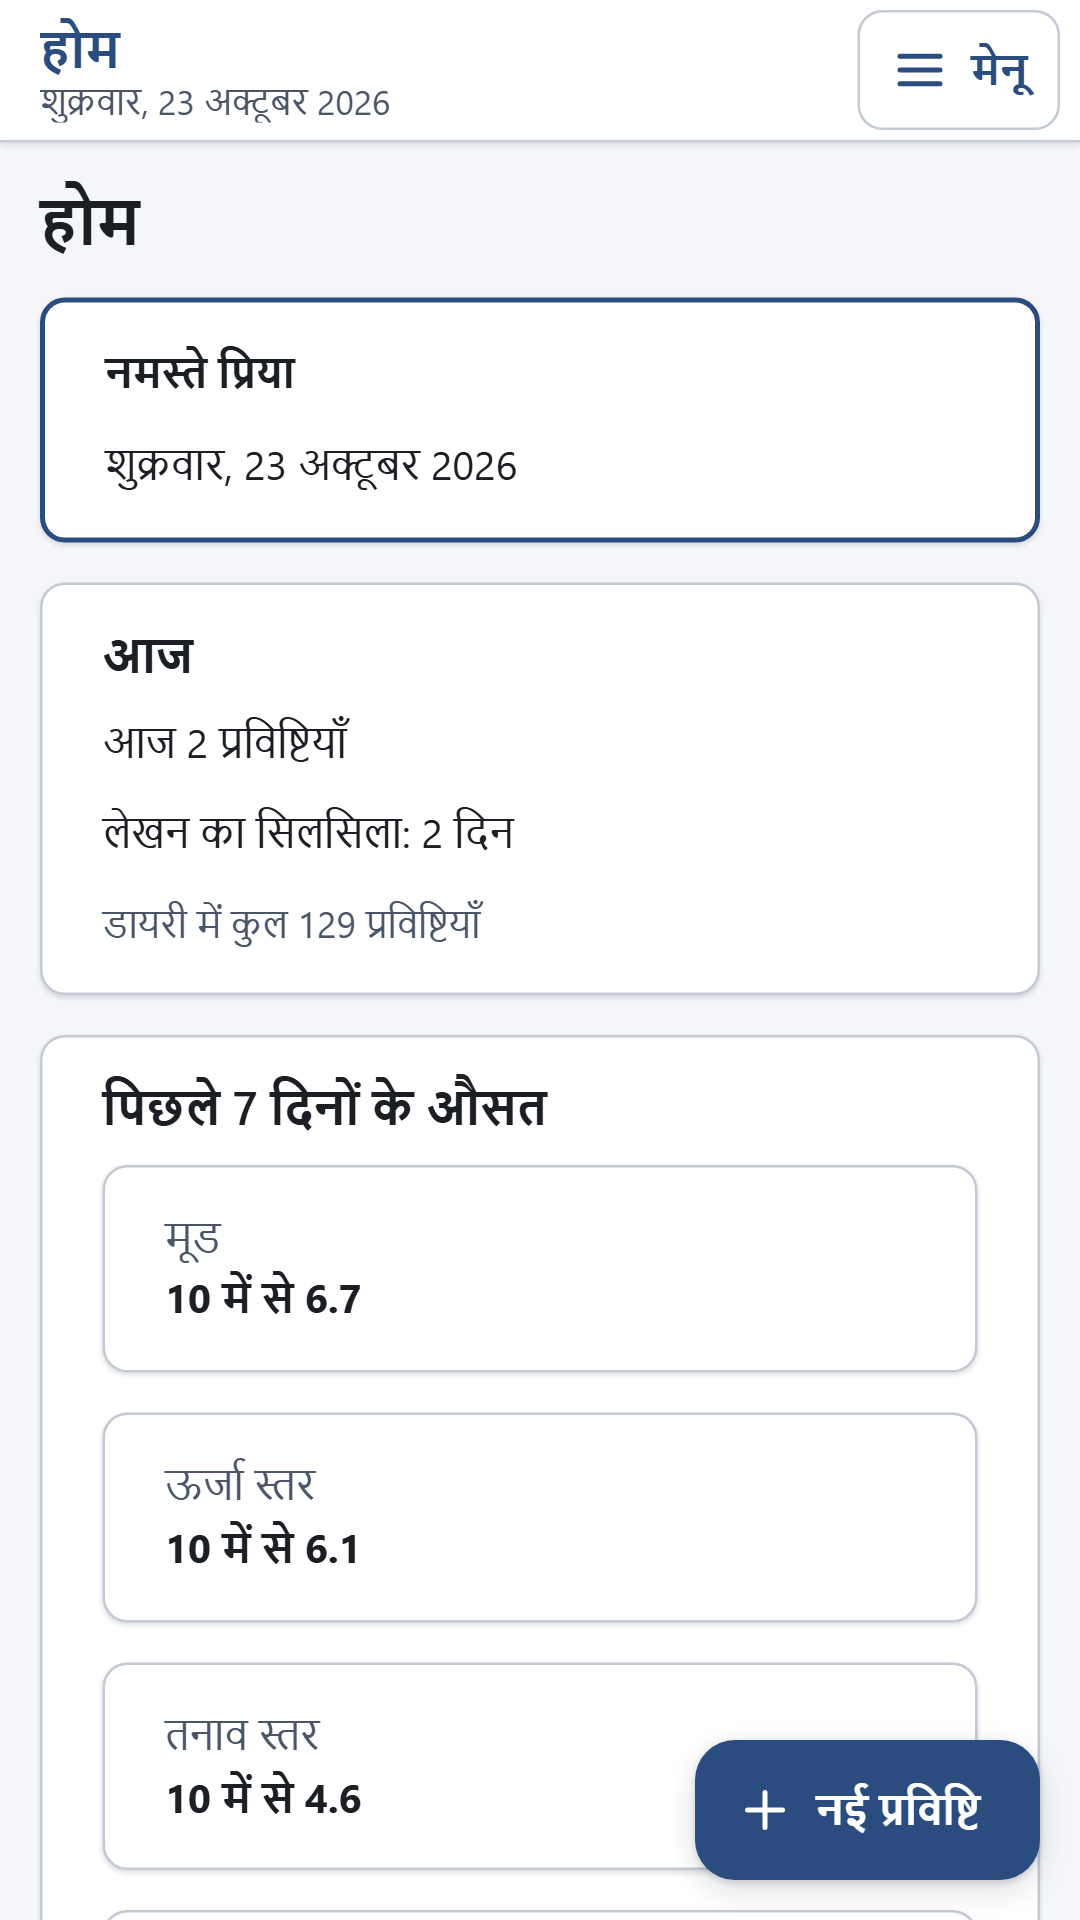 होम
शुक्रवार, 23 अक्टूबर 2026
मेनू
होम
नमस्ते प्रिया
शुक्रवार, 23 अक्टूबर 2026
आज
आज 2 प्रविष्टियाँ
लेखन का सिलसिला: 2 दिन
डायरी में कुल 129 प्रविष्टियाँ
पिछले 7 दिनों के औसत
मूड
10 में से 6.7
ऊर्जा स्तर
10 में से 6.1
तनाव स्तर
10 में से 4.6
नई प्रविष्टि